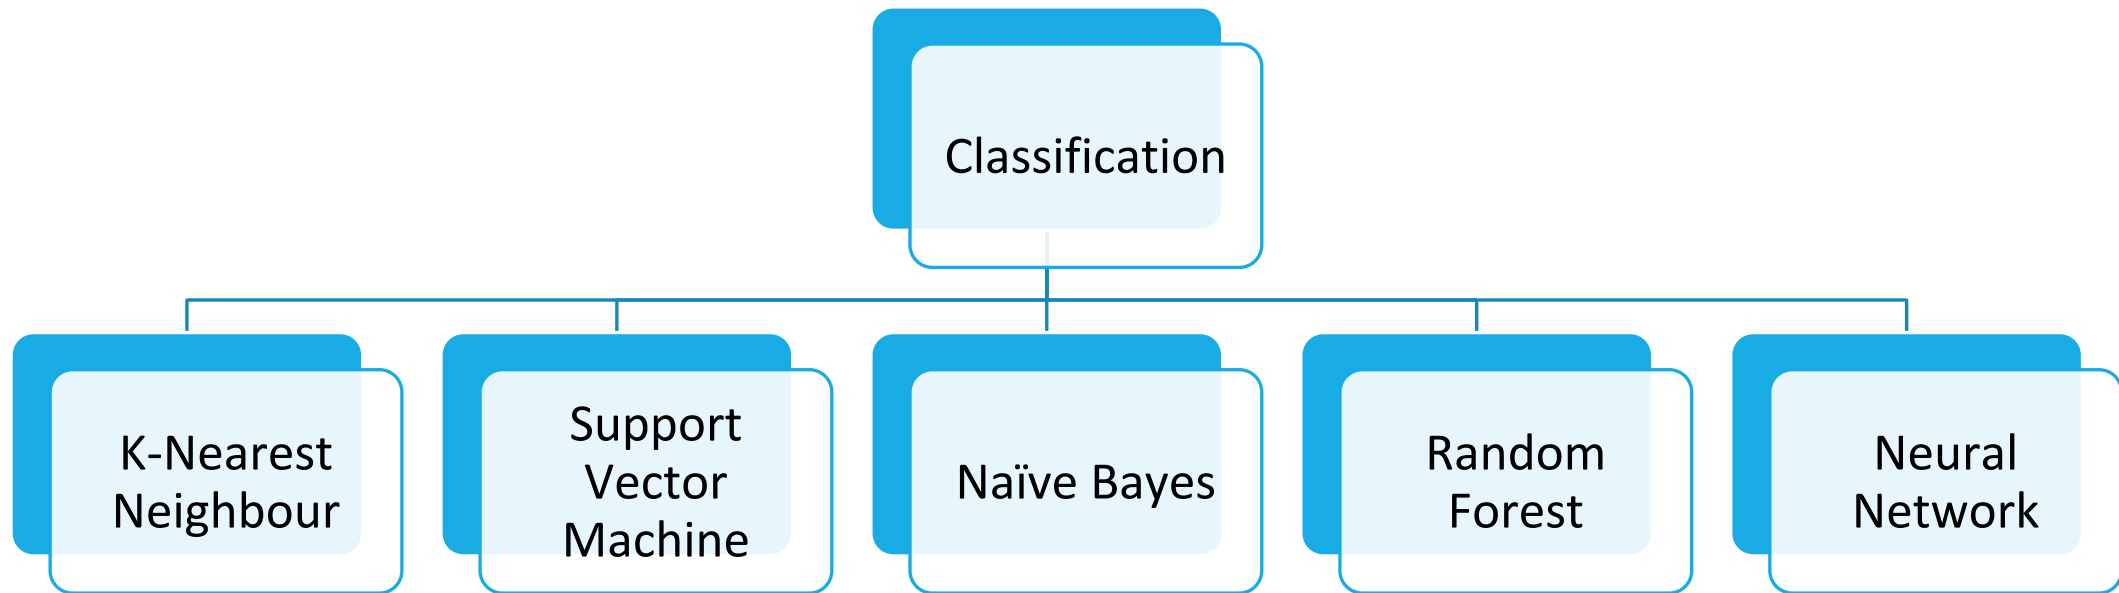 Classification
K-Nearest
Neighbour
Support
Vector
Machine
Naïve Bayes
Random
Forest
Neural
Network